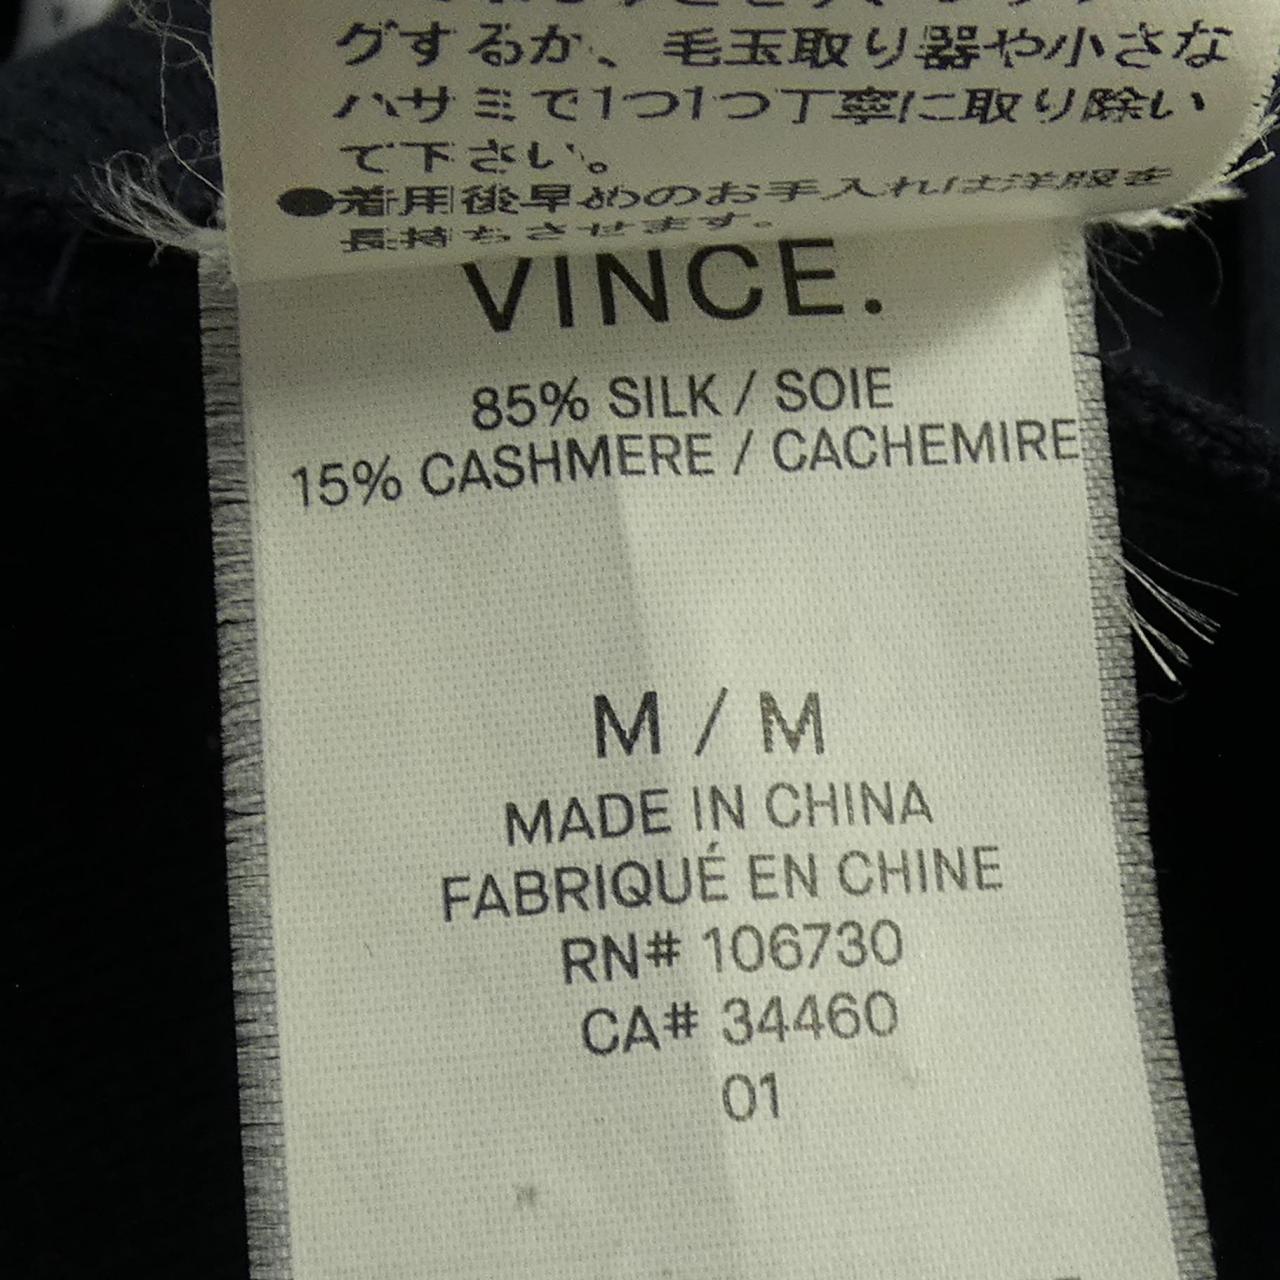 グするか、毛玉取り器や小さな
ハサミで1つ1つ丁寧に取り除い
て下さい。
●着用後早めのお手入れは洋服を
長持ちさせます。
VINCE.
85% SILK / SOIE
15% CASHMERE / CACHEMIRE
M / M
MADE IN CHINA
FABRIQUÉ EN CHINE
RN# 106730
CA# 34460
01